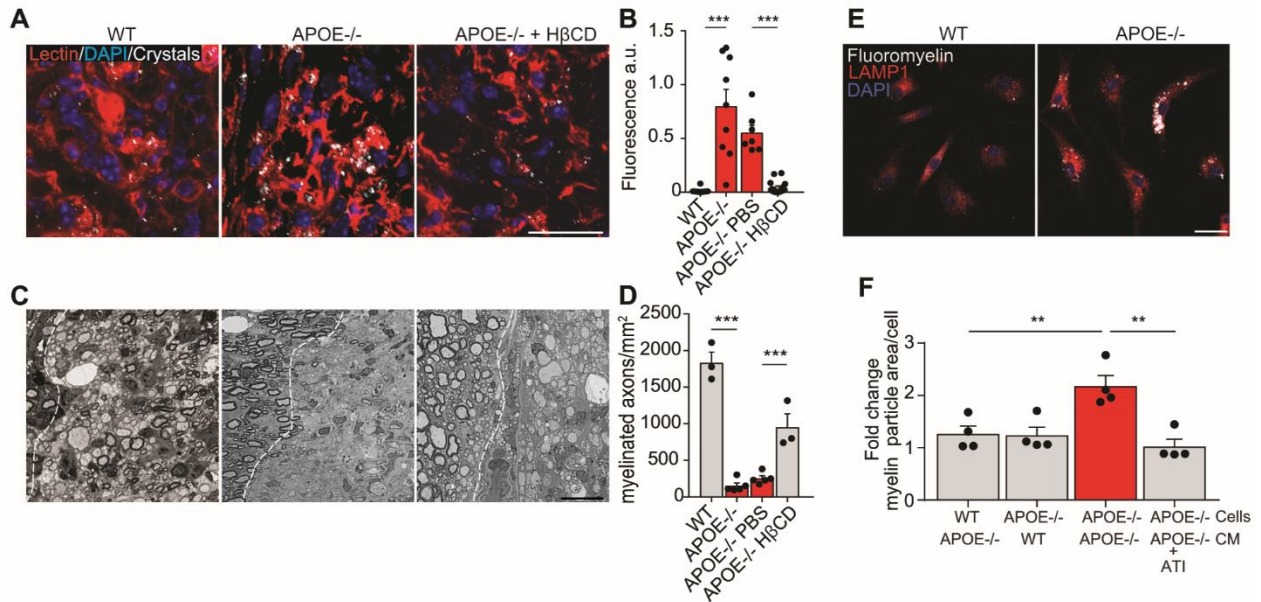 A
WT
APOE-/-
APOE-/- + HβCD
Lectin/DAPI/Crystals
B
***
***
Fluorescence a.u.
1.5
1.0
0.5
0
WT
APOE-/-
APOE-/- PBS
APOE-/- HβCD
C
D
***
***
myelinated axons/mm²
2500
2000
1500
1000
500
0
WT
APOE-/-
APOE-/- PBS
APOE-/- HβCD
E
WT
APOE-/-
Fluoromyelin
LAMP1
DAPI
F
**
**
Fold change
myelin particle area/cell
3
2
1
0
WT
APOE-/-
APOE-/-
APOE-/-
Cells
APOE-/-
WT
APOE-/-
APOE-/-
CM
+
ATI